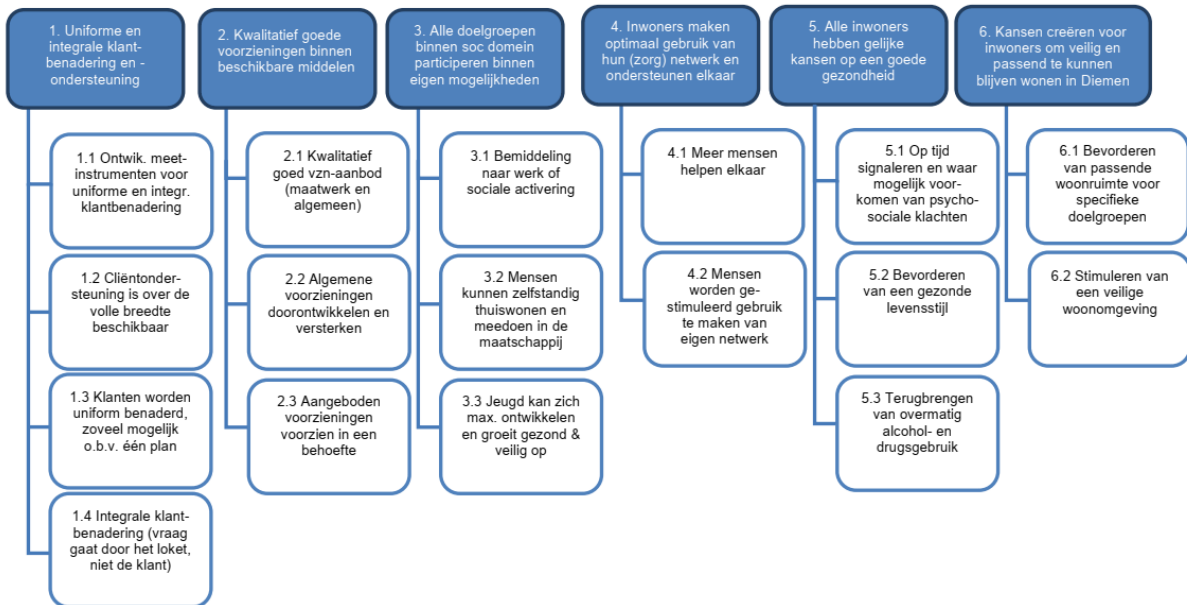 1. Uniforme en
integrale klant-
benadering en -
ondersteuning
1.1 Ontwik. meet-
instrumenten voor
uniforme en integr.
klantbenadering
1.2 Cliëntonder-
steuning is over de
volle breedte
beschikbaar
1.3 Klanten worden
uniform benaderd,
zoveel mogelijk
o.b.v. één plan
1.4 Integrale klant-
benadering (vraag
gaat door het loket,
niet de klant)
2. Kwalitatief goede
voorzieningen binnen
beschikbare middelen
2.1 Kwalitatief
goed vzn-aanbod
(maatwerk en
algemeen)
2.2 Algemene
voorzieningen
doorontwikkelen en
versterken
2.3 Aangeboden
voorzieningen
voorzien in een
behoefte
3. Alle doelgroepen
binnen soc domein
participeren binnen
eigen mogelijkheden
3.1 Bemiddeling
naar werk of
sociale activering
3.2 Mensen
kunnen zelfstandig
thuiswonen en
meedoen in de
maatschappij
3.3 Jeugd kan zich
max. ontwikkelen
en groeit gezond &
veilig op
4. Inwoners maken
optimaal gebruik van
hun (zorg) netwerk en
ondersteunen elkaar
4.1 Meer mensen
helpen elkaar
4.2 Mensen
worden ge-
stimuleerd gebruik
te maken van
eigen netwerk
5. Alle inwoners
hebben gelijke
kansen op een goede
gezondheid
5.1 Op tijd
signaleren en waar
mogelijk voor-
komen van psycho-
sociale klachten
5.2 Bevorderen
van een gezonde
levensstijl
5.3 Terugbrengen
van overmatig
alcohol- en
drugsgebruik
6. Kansen creëren voor
inwoners om veilig en
passend te kunnen
blijven wonen in Diemen
6.1 Bevorderen
van passende
woonruimte voor
specifieke
doelgroepen
6.2 Stimuleren van
een veilige
woonomgeving